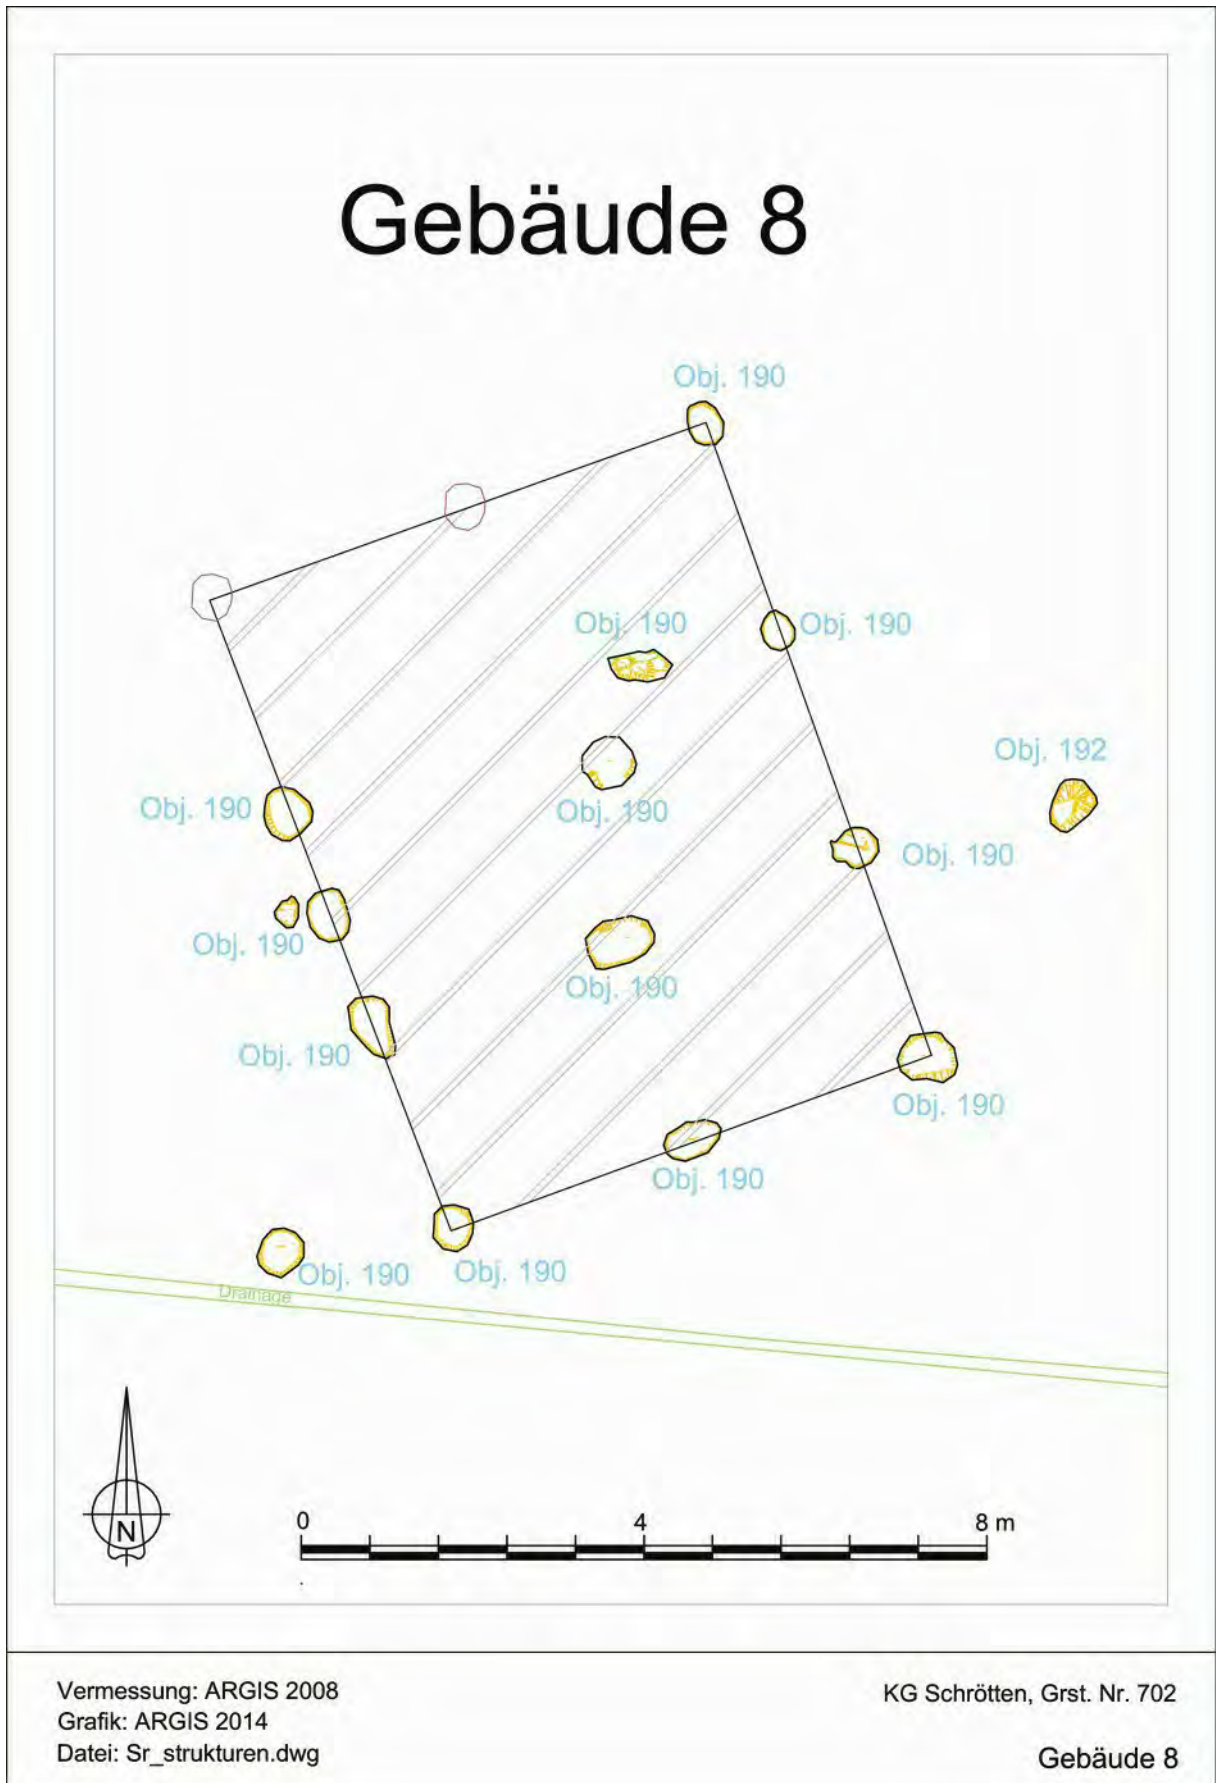 Gebäude 8
Obj. 190
Obj. 190
Obj. 190
Obj. 192
Obj. 190
Obj. 190
Obj. 190
Obj. 190
Obj. 190
Obj. 190
Obj. 190
Obj. 190
Obj. 190
Obj. 190
Drainage
N
0 4 8 m
Vermessung: ARGIS 2008
Grafik: ARGIS 2014
Datei: Sr_strukturen.dwg
KG Schrötten, Grst. Nr. 702
Gebäude 8